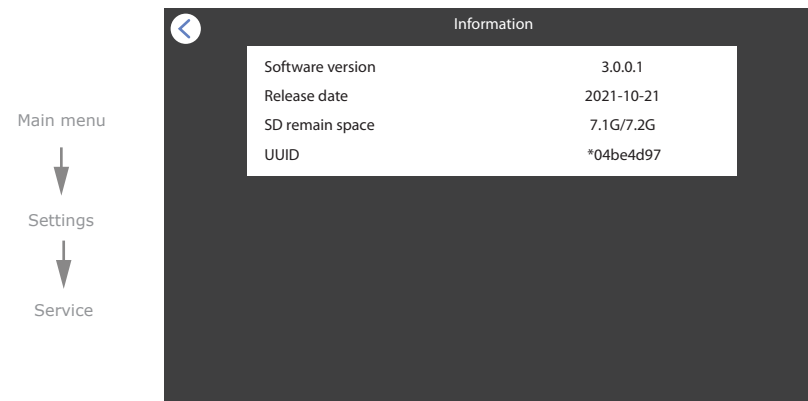 Main menu
Settings
Service
Information
Software version 3.0.0.1
Release date 2021-10-21
SD remain space 7.1G/7.2G
UUID *04be4d97